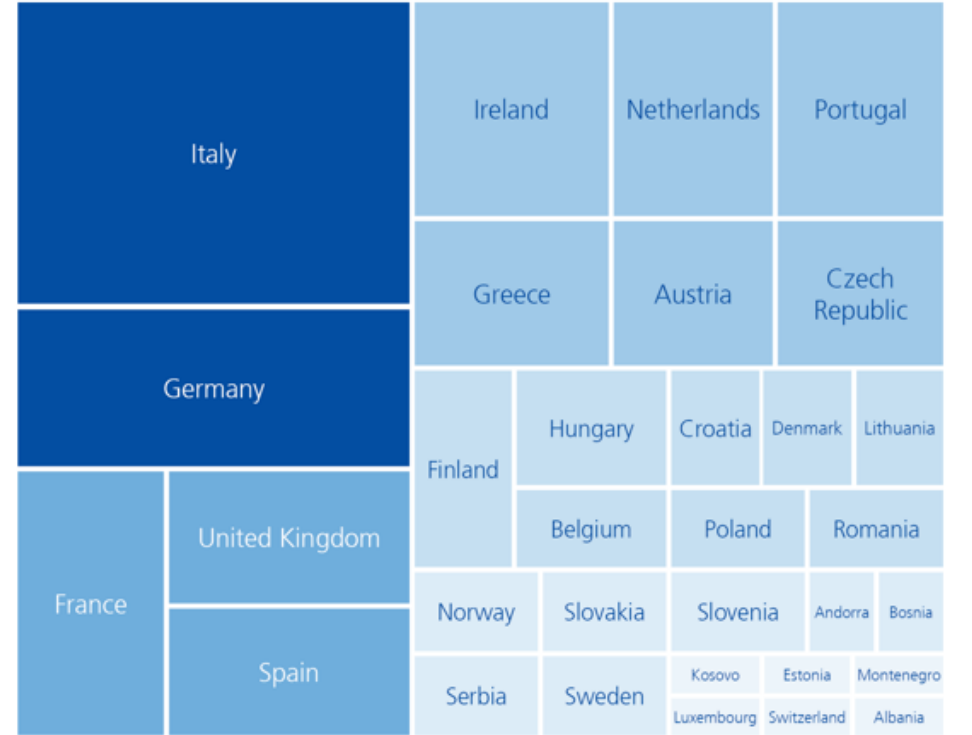 Italy
Germany
France
United Kingdom
Spain
Ireland
Netherlands
Portugal
Greece
Austria
Czech
Republic
Finland
Hungary
Croatia
Denmark
Lithuania
Belgium
Poland
Romania
Norway
Slovakia
Slovenia
Andorra
Bosnia
Serbia
Sweden
Kosovo
Estonia
Montenegro
Luxembourg
Switzerland
Albania